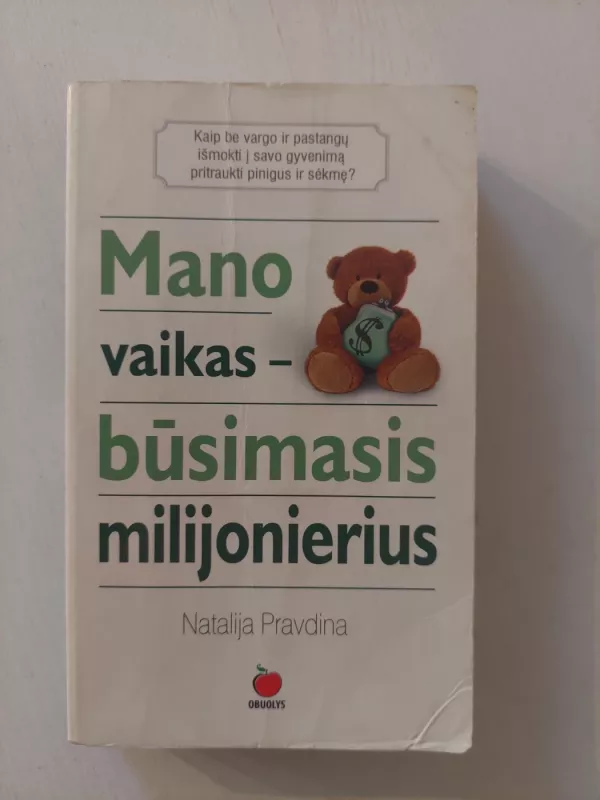 Kaip be vargo ir pastangų
išmokti į savo gyvenimą
pritraukti pinigus ir sėkmę?
Mano
vaikas –
būsimasis
milijonierius
$
Natalija Pravdina
OBUOLYS